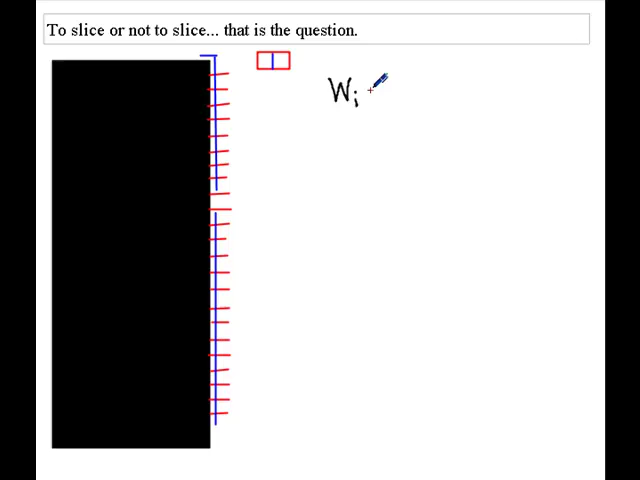 To slice or not to slice... that is the question.
Wi